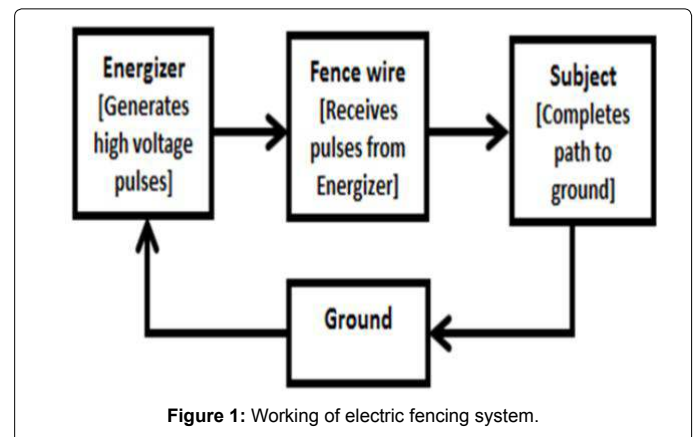 Energizer
[Generates
high voltage
pulses]
Fence wire
[Receives
pulses from
Energizer]
Subject
[Completes
path to
ground]
Ground
Figure 1: Working of electric fencing system.